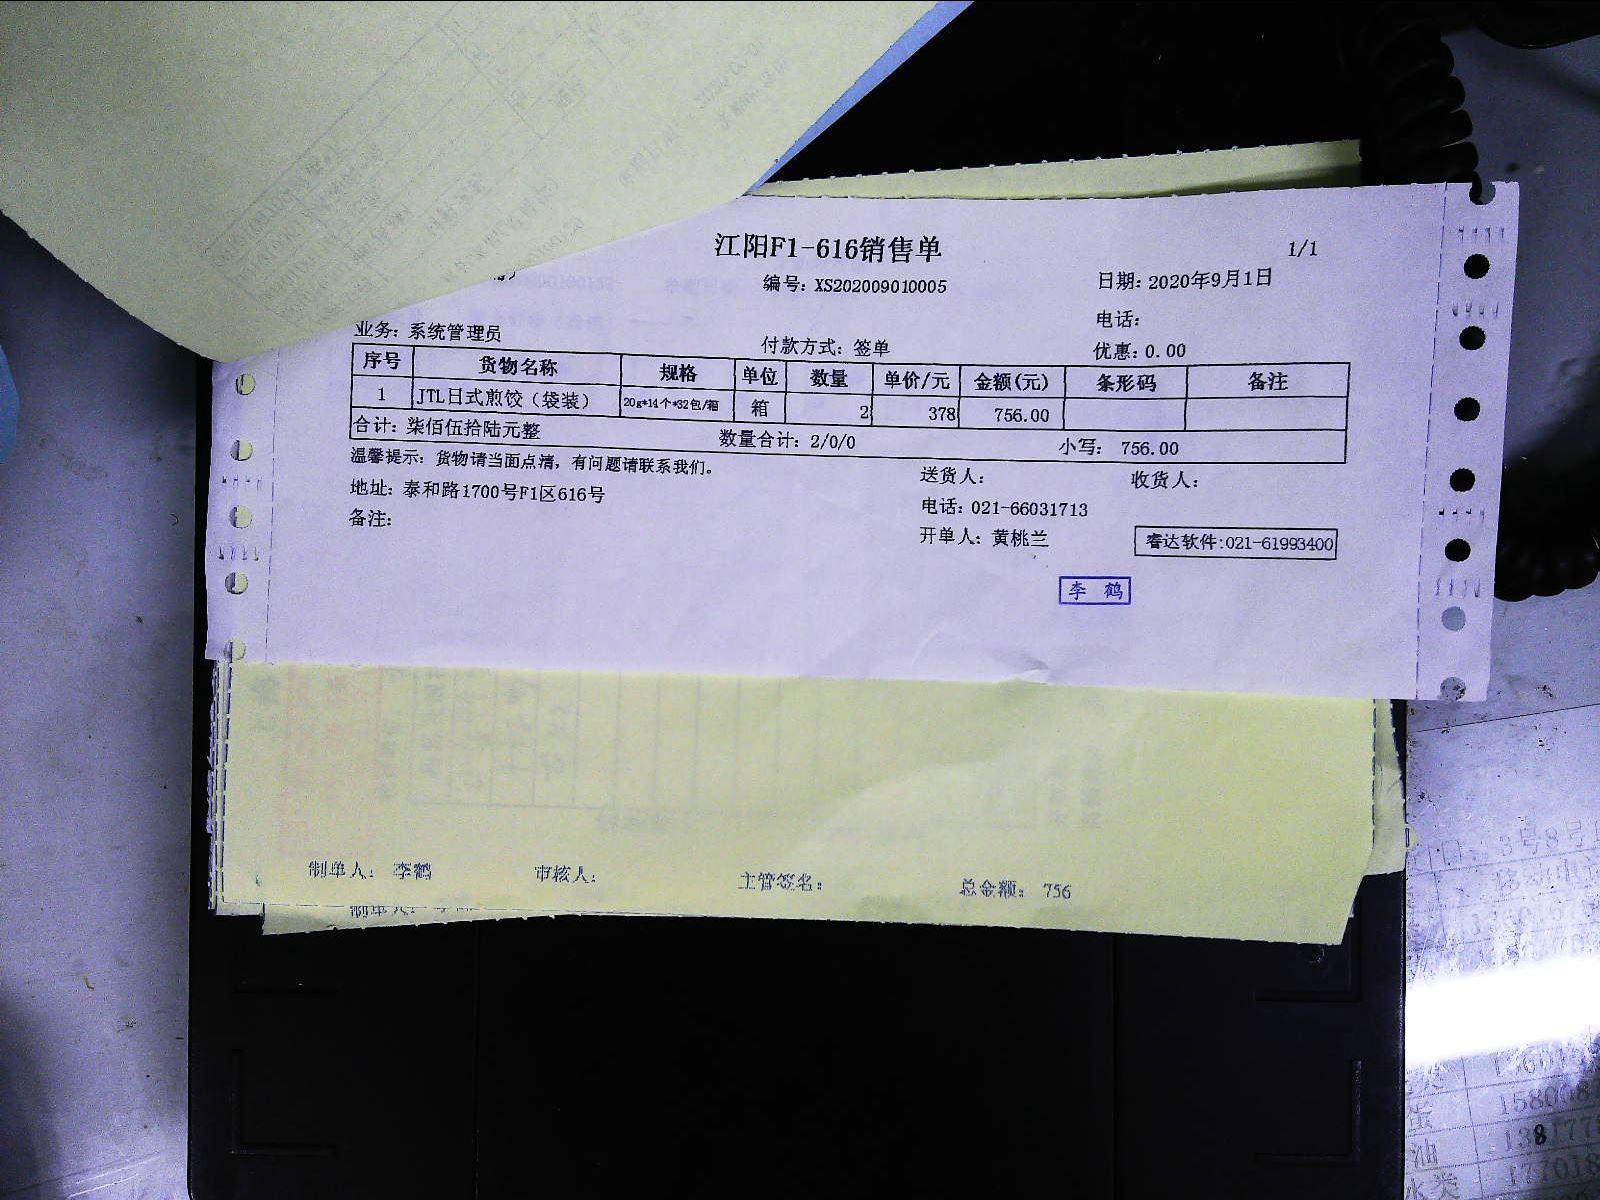 江阳F1-616销售单
1/1
编号: XS202009010005
日期: 2020年9月1日
电话:
业务: 系统管理员
付款方式: 签单
优惠: 0.00
序号 货物名称 规格 单位 数量 单价/元 金额(元) 条形码 备注
1 JTL日式煎饺（袋装） 20g*14个*32包/箱 箱 2 378 756.00
合计: 柒佰伍拾陆元整 数量合计: 2/0/0 小写: 756.00
温馨提示: 货物请当面点清，有问题请联系我们。
送货人: 收货人:
地址: 泰和路1700号F1区616号
电话: 021-66031713
备注:
开单人: 黄桃兰
睿达软件:021-61993400
李鹤
制单人: 李鹤 审核人: 主管签名: 总金额: 756
制单人: